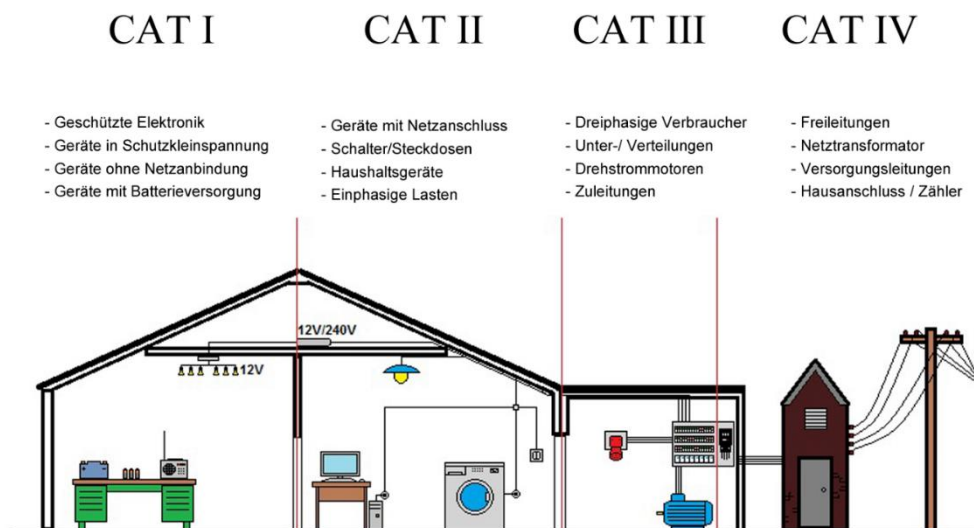 CAT I
CAT II
CAT III
CAT IV
- Geschützte Elektronik
- Geräte in Schutzkleinspannung
- Geräte ohne Netzanbindung
- Geräte mit Batterieversorgung
- Geräte mit Netzanschluss
- Schalter/Steckdosen
- Haushaltsgeräte
- Einphasige Lasten
- Dreiphasige Verbraucher
- Unter-/ Verteilungen
- Drehstrommotoren
- Zuleitungen
- Freileitungen
- Netztransformator
- Versorgungsleitungen
- Hausanschluss / Zähler
12V/240V
12V